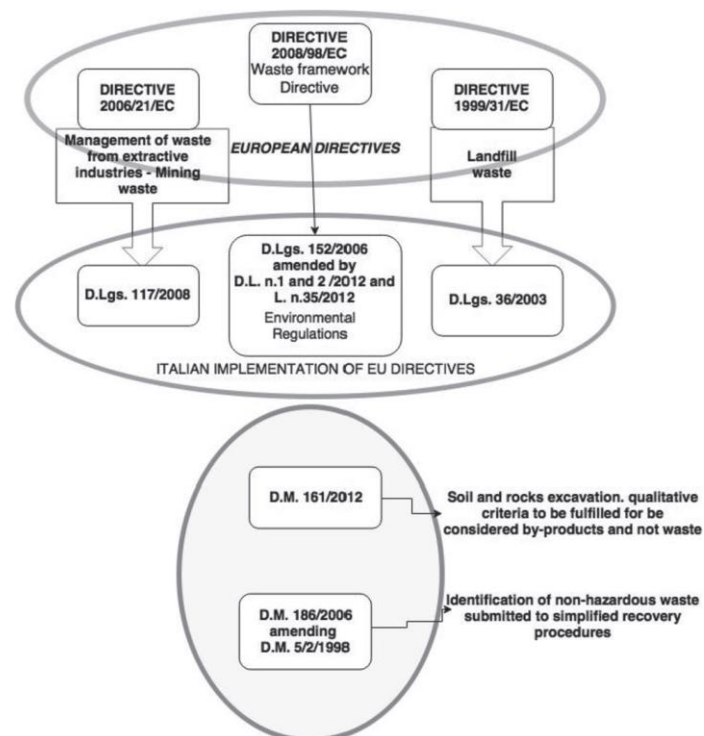 DIRECTIVE
2008/98/EC
Waste framework
Directive
DIRECTIVE
2006/21/EC
DIRECTIVE
1999/31/EC
Management of waste
from extractive
industries - Mining
waste
EUROPEAN DIRECTIVES
Landfill
waste
D.Lgs. 117/2008
D.Lgs. 152/2006
amended by
D.L. n.1 and 2 /2012 and
L. n.35/2012
Environmental
Regulations
D.Lgs. 36/2003
ITALIAN IMPLEMENTATION OF EU DIRECTIVES
D.M. 161/2012
Soil and rocks excavation. qualitative
criteria to be fulfilled for be
considered by-products and not waste
D.M. 186/2006
amending
D.M. 5/2/1998
Identification of non-hazardous waste
submitted to simplified recovery
procedures